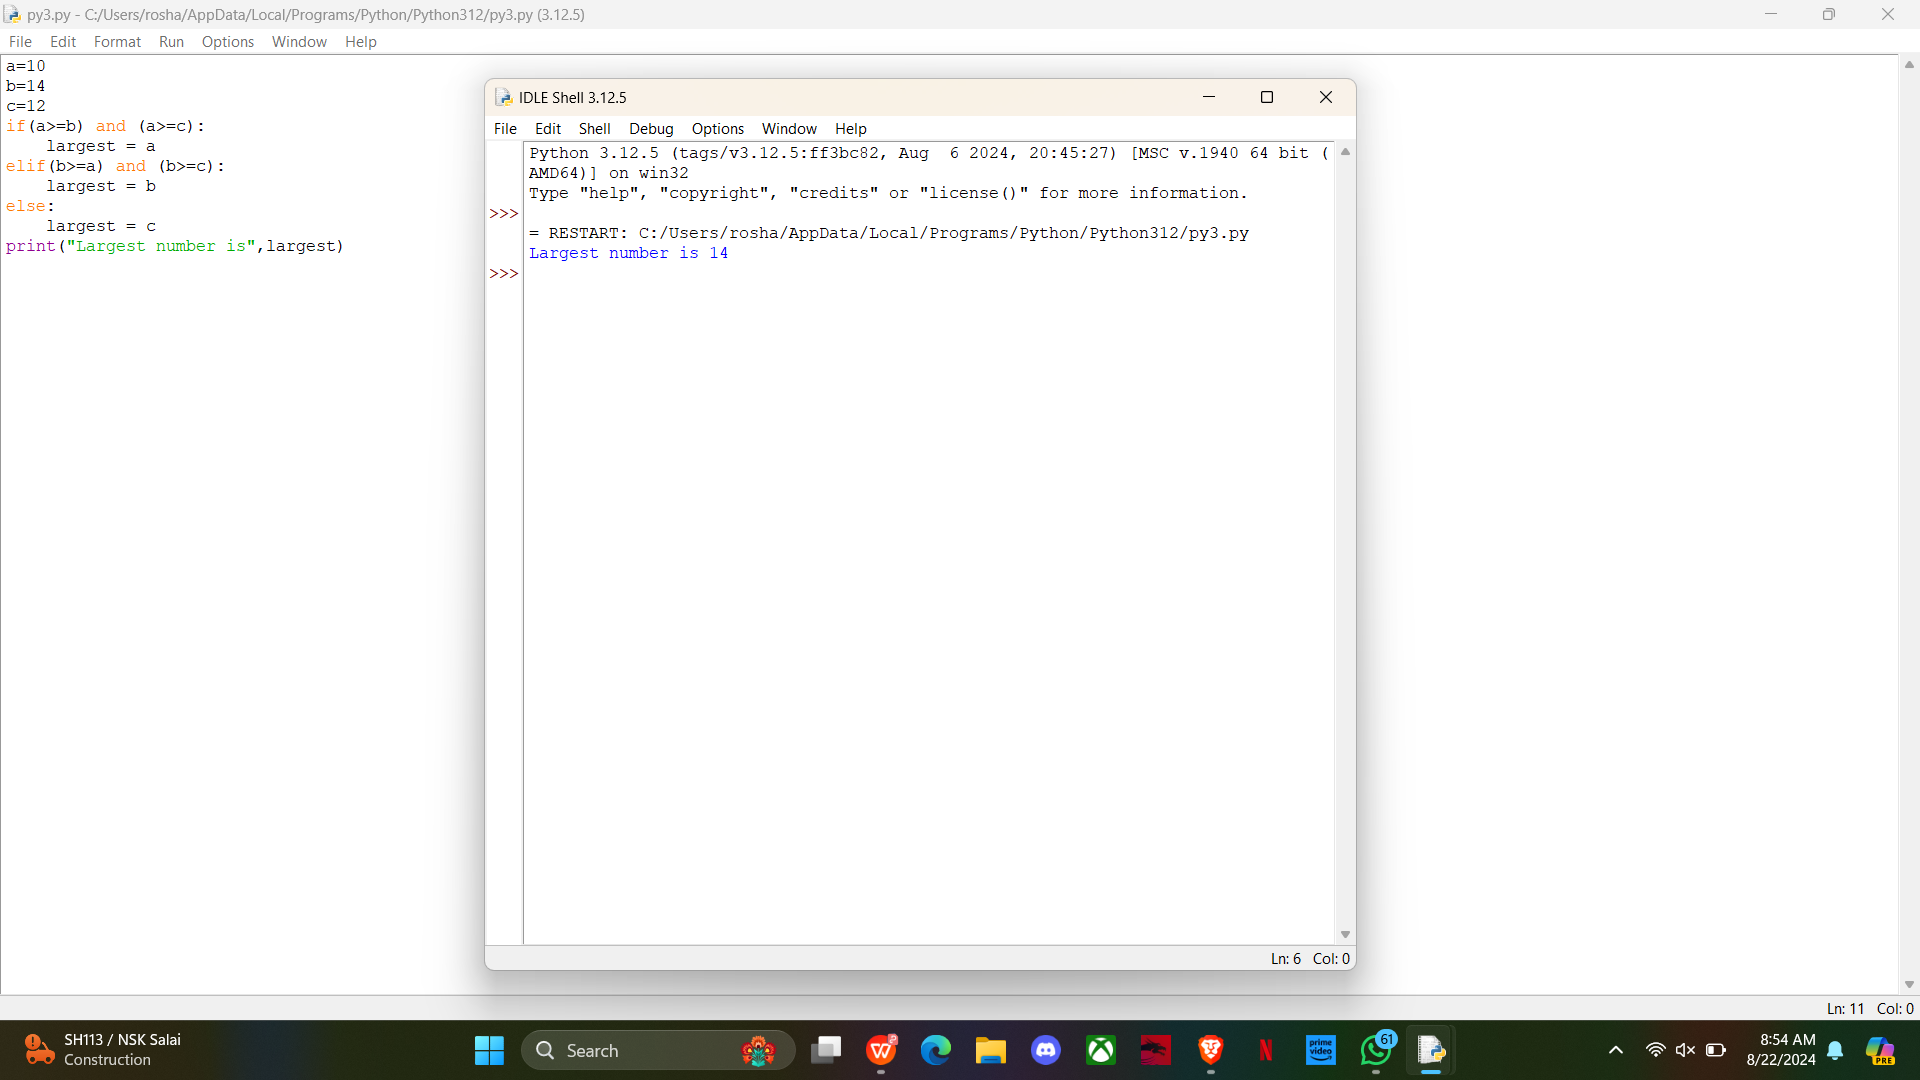 py3.py - C:/Users/rosha/AppData/Local/Programs/Python/Python312/py3.py (3.12.5)
File Edit Format Run Options Window Help
a=10
b=14
c=12
if(a>=b) and (a>=c):
    largest = a
elif(b>=a) and (b>=c):
    largest = b
else:
    largest = c
print("Largest number is",largest)
IDLE Shell 3.12.5
File Edit Shell Debug Options Window Help
Python 3.12.5 (tags/v3.12.5:ff3bc82, Aug  6 2024, 20:45:27) [MSC v.1940 64 bit (
AMD64)] on win32
Type "help", "copyright", "credits" or "license()" for more information.
>>>
= RESTART: C:/Users/rosha/AppData/Local/Programs/Python/Python312/py3.py
Largest number is 14
>>>
Ln: 6 Col: 0
Ln: 11 Col: 0
SH113 / NSK Salai
Construction
Search
prime
video
61
8:54 AM
8/22/2024
PRE